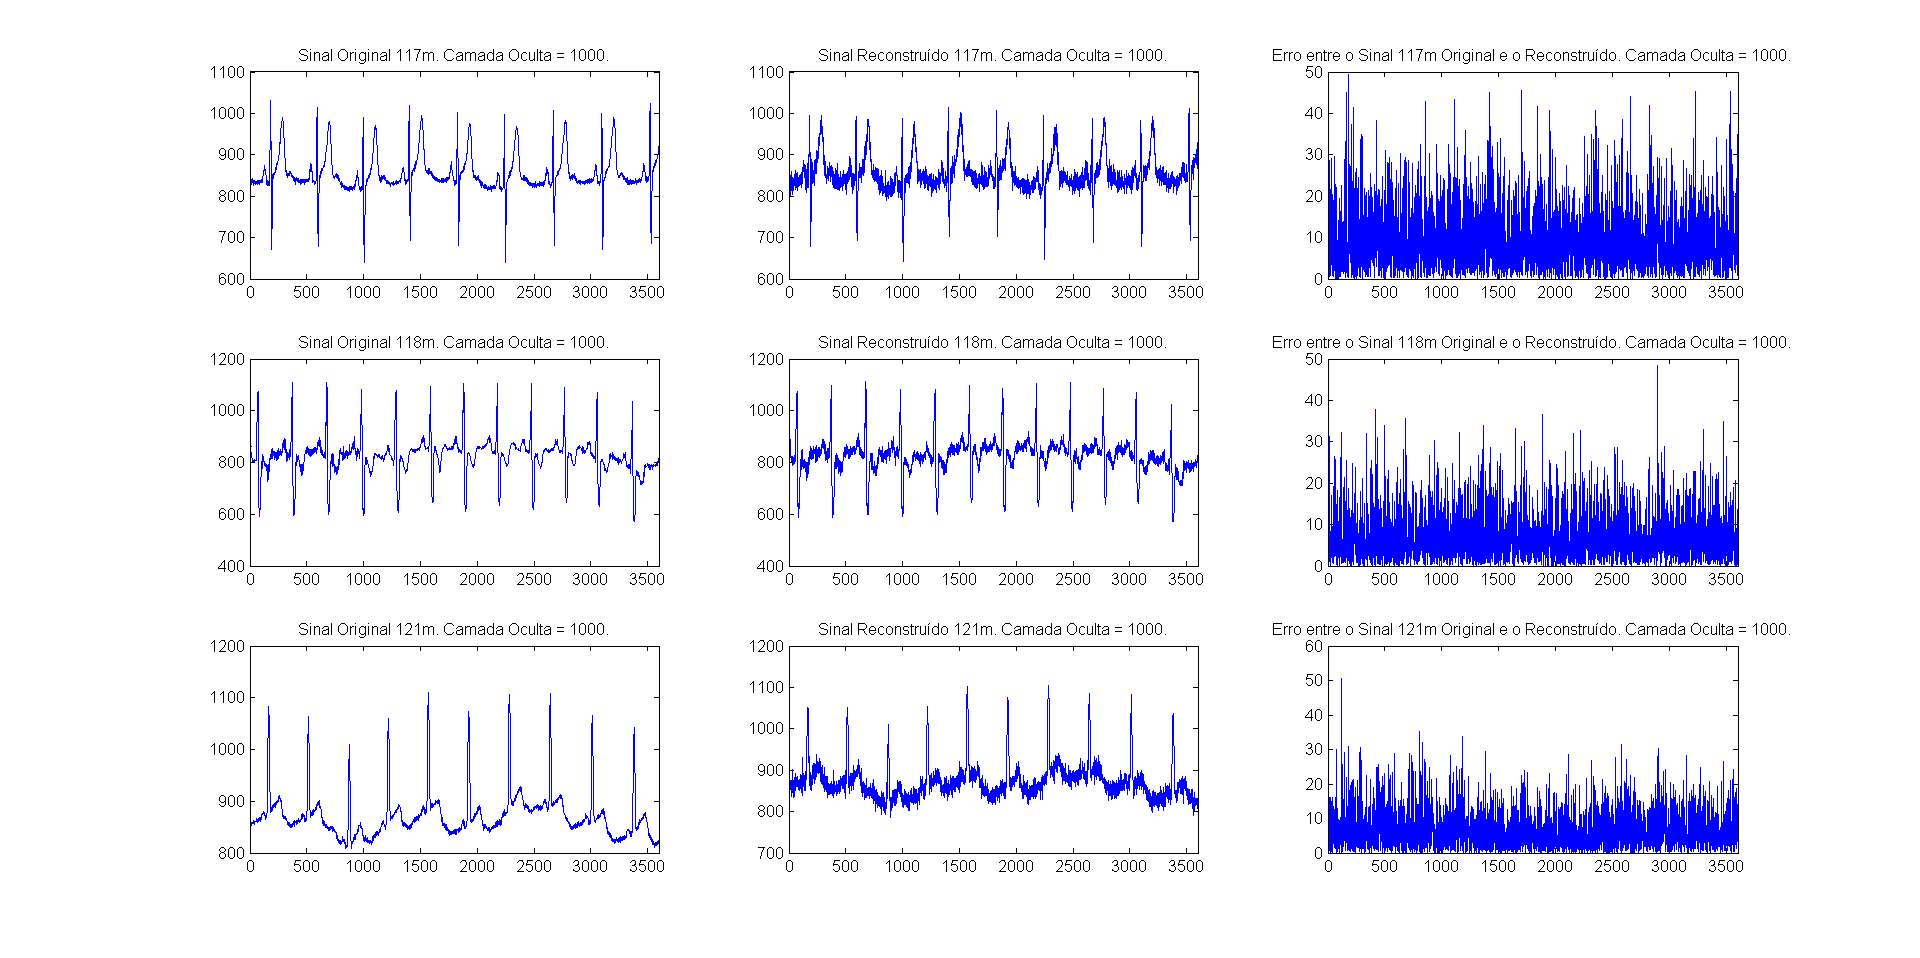 Sinal Original 117m. Camada Oculta = 1000.
1100
1000
900
800
700
600
0 500 1000 1500 2000 2500 3000 3500
Sinal Reconstruído 117m. Camada Oculta = 1000.
1100
1000
900
800
700
600
0 500 1000 1500 2000 2500 3000 3500
Erro entre o Sinal 117m Original e o Reconstruído. Camada Oculta = 1000.
50
40
30
20
10
0
0 500 1000 1500 2000 2500 3000 3500
Sinal Original 118m. Camada Oculta = 1000.
1200
1000
800
600
400
0 500 1000 1500 2000 2500 3000 3500
Sinal Reconstruído 118m. Camada Oculta = 1000.
1200
1000
800
600
400
0 500 1000 1500 2000 2500 3000 3500
Erro entre o Sinal 118m Original e o Reconstruído. Camada Oculta = 1000.
50
40
30
20
10
0
0 500 1000 1500 2000 2500 3000 3500
Sinal Original 121m. Camada Oculta = 1000.
1200
1100
1000
900
800
0 500 1000 1500 2000 2500 3000 3500
Sinal Reconstruído 121m. Camada Oculta = 1000.
1200
1100
1000
900
800
700
0 500 1000 1500 2000 2500 3000 3500
Erro entre o Sinal 121m Original e o Reconstruído. Camada Oculta = 1000.
60
50
40
30
20
10
0
0 500 1000 1500 2000 2500 3000 3500